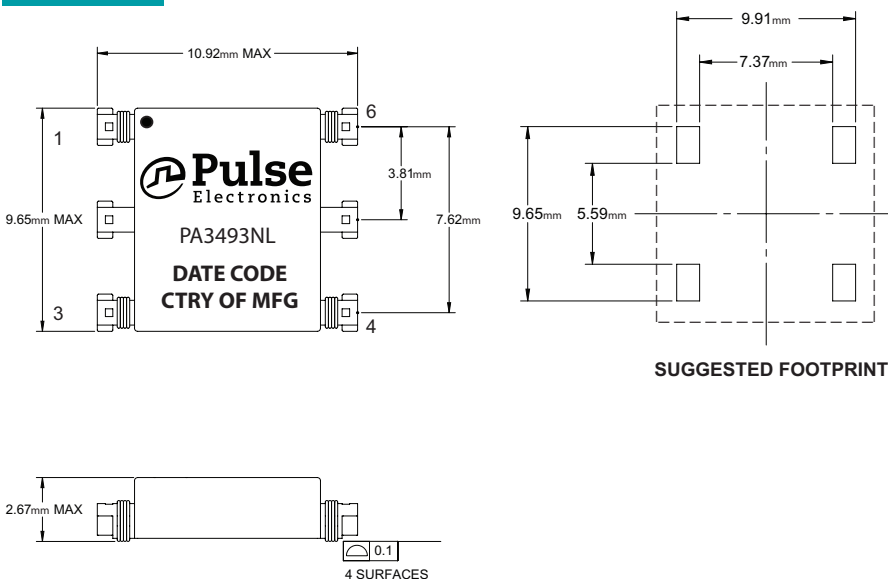 10.92mm MAX
1
6
Pulse
Electronics
PA3493NL
DATE CODE
CTRY OF MFG
3
4
9.65mm MAX
3.81mm
7.62mm
9.91mm
7.37mm
9.65mm
5.59mm
SUGGESTED FOOTPRINT
2.67mm MAX
0.1
4 SURFACES